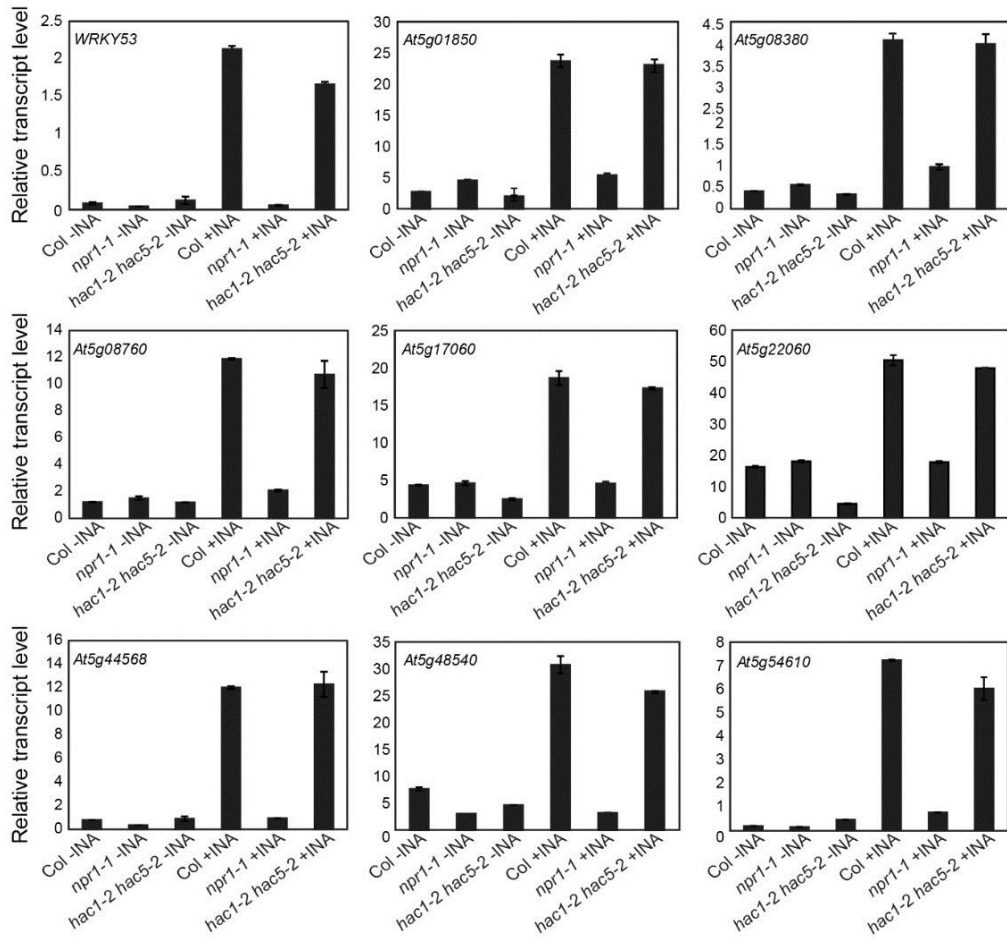 Relative transcript level
WRKY53
2.5
2
1.5
1
0.5
0
Col -INA
npr1-1 -INA
hac1-2 hac5-2 -INA
Col +INA
npr1-1 +INA
hac1-2 hac5-2 +INA
At5g01850
30
25
20
15
10
5
0
Col -INA
npr1-1 -INA
hac1-2 hac5-2 -INA
Col +INA
npr1-1 +INA
hac1-2 hac5-2 +INA
At5g08380
4.5
4
3.5
3
2.5
2
1.5
1
0.5
0
Col -INA
npr1-1 -INA
hac1-2 hac5-2 -INA
Col +INA
npr1-1 +INA
hac1-2 hac5-2 +INA
Relative transcript level
At5g08760
14
12
10
8
6
4
2
0
Col -INA
npr1-1 -INA
hac1-2 hac5-2 -INA
Col +INA
npr1-1 +INA
hac1-2 hac5-2 +INA
At5g17060
25
20
15
10
5
0
Col -INA
npr1-1 -INA
hac1-2 hac5-2 -INA
Col +INA
npr1-1 +INA
hac1-2 hac5-2 +INA
At5g22060
60
50
40
30
20
10
0
Col -INA
npr1-1 -INA
hac1-2 hac5-2 -INA
Col +INA
npr1-1 +INA
hac1-2 hac5-2 +INA
Relative transcript level
At5g44568
16
14
12
10
8
6
4
2
0
Col -INA
npr1-1 -INA
hac1-2 hac5-2 -INA
Col +INA
npr1-1 +INA
hac1-2 hac5-2 +INA
At5g48540
35
30
25
20
15
10
5
0
Col -INA
npr1-1 -INA
hac1-2 hac5-2 -INA
Col +INA
npr1-1 +INA
hac1-2 hac5-2 +INA
At5g54610
8
7
6
5
4
3
2
1
0
Col -INA
npr1-1 -INA
hac1-2 hac5-2 -INA
Col +INA
npr1-1 +INA
hac1-2 hac5-2 +INA